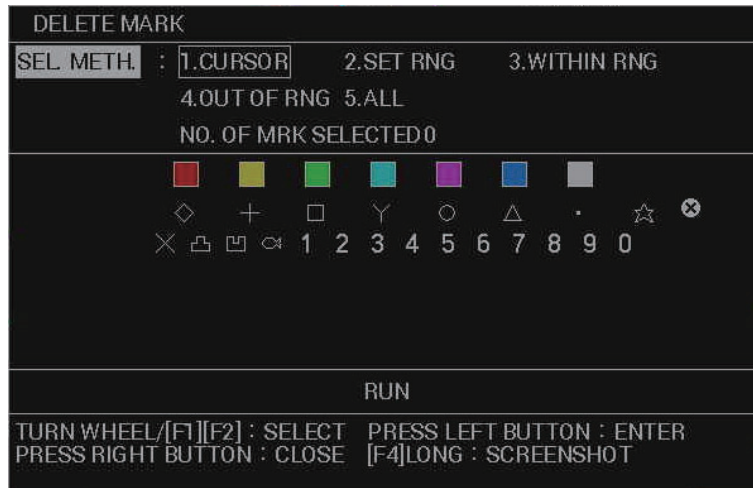 DELETE MARK
SEL. METH. : 1.CURSOR 2.SET RNG 3.WITHIN RNG
4.OUT OF RNG 5.ALL
NO. OF MRK SELECTED 0
1 2 3 4 5 6 7 8 9 0
RUN
TURN WHEEL/[F1][F2] : SELECT PRESS LEFT BUTTON : ENTER
PRESS RIGHT BUTTON : CLOSE [F4]LONG : SCREENSHOT